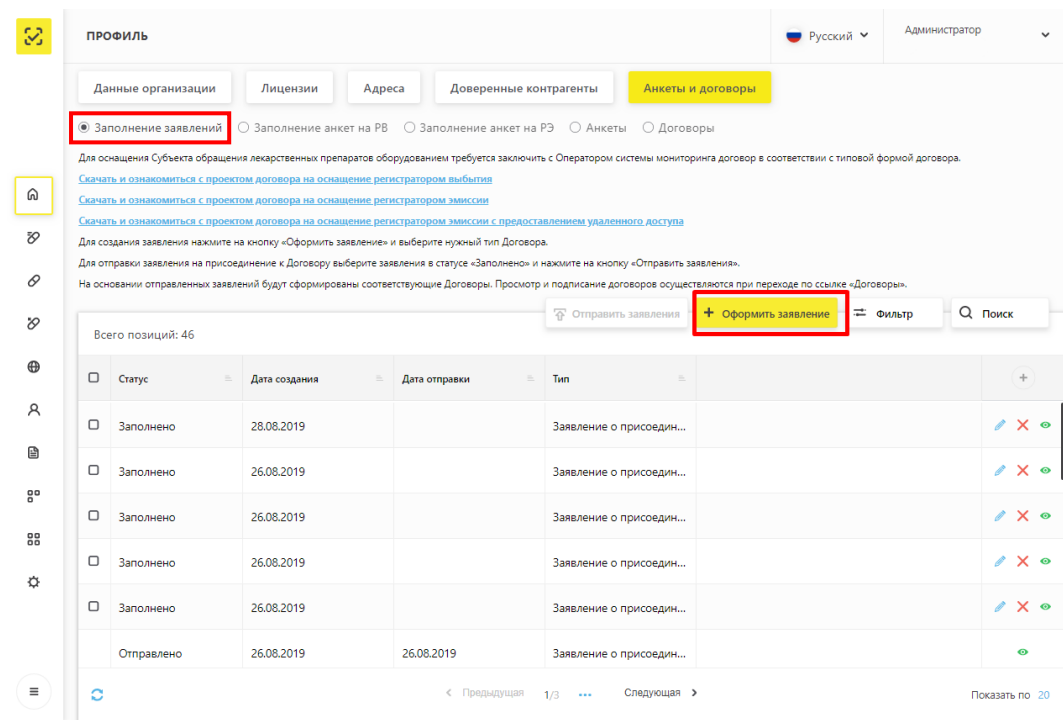 ПРОФИЛЬ
Русский
Администратор
Данные организации
Лицензии
Адреса
Доверенные контрагенты
Анкеты и договоры
Заполнение заявлений
Заполнение анкет на РВ
Заполнение анкет на РЭ
Анкеты
Договоры
Для оснащения Субъекта обращения лекарственных препаратов оборудованием требуется заключить с Оператором системы мониторинга договор в соответствии с типовой формой договора.
Скачать и ознакомиться с проектом договора на оснащение регистратором выбытия
Скачать и ознакомиться с проектом договора на оснащение регистратором эмиссии
Скачать и ознакомиться с проектом договора на оснащение регистратором эмиссии с предоставлением удаленного доступа
Для создания заявления нажмите на кнопку «Оформить заявление» и выберите нужный тип Договора.
Для отправки заявления на присоединение к Договору выберите заявления в статусе «Заполнено» и нажмите на кнопку «Отправить заявления».
На основании отправленных заявлений будут сформированы соответствующие Договоры. Просмотр и подписание договоров осуществляются при переходе по ссылке «Договоры».
Отправить заявления
+ Оформить заявление
Фильтр
Поиск
Всего позиций: 46
Статус
Дата создания
Дата отправки
Тип
Заполнено 28.08.2019 Заявление о присоедин...
Заполнено 26.08.2019 Заявление о присоедин...
Заполнено 26.08.2019 Заявление о присоедин...
Заполнено 26.08.2019 Заявление о присоедин...
Заполнено 26.08.2019 Заявление о присоедин...
Отправлено 26.08.2019 26.08.2019 Заявление о присоедин...
Предыдущая 1/3 ••• Следующая
Показать по 20